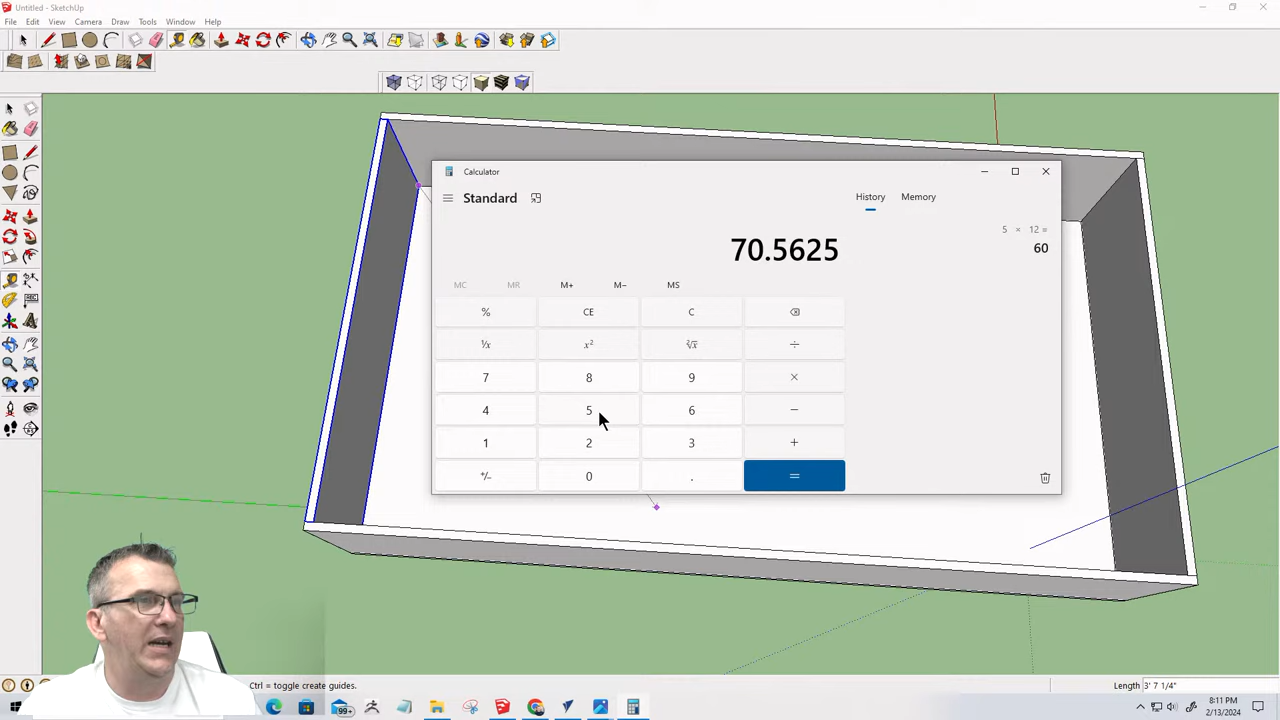 Untitled - SketchUp
File Edit View Camera Draw Tools Window Help
Calculator
Standard
History Memory
5 × 12 =
60
70.5625
MC MR M+ M− MS
% CE C
⅟x x² ²√x ÷
7 8 9 ×
4 5 6 −
1 2 3 +
+/− 0 . =
Ctrl = toggle create guides.
Length 3' 7 1/4"
99+
8:11 PM
2/13/2024